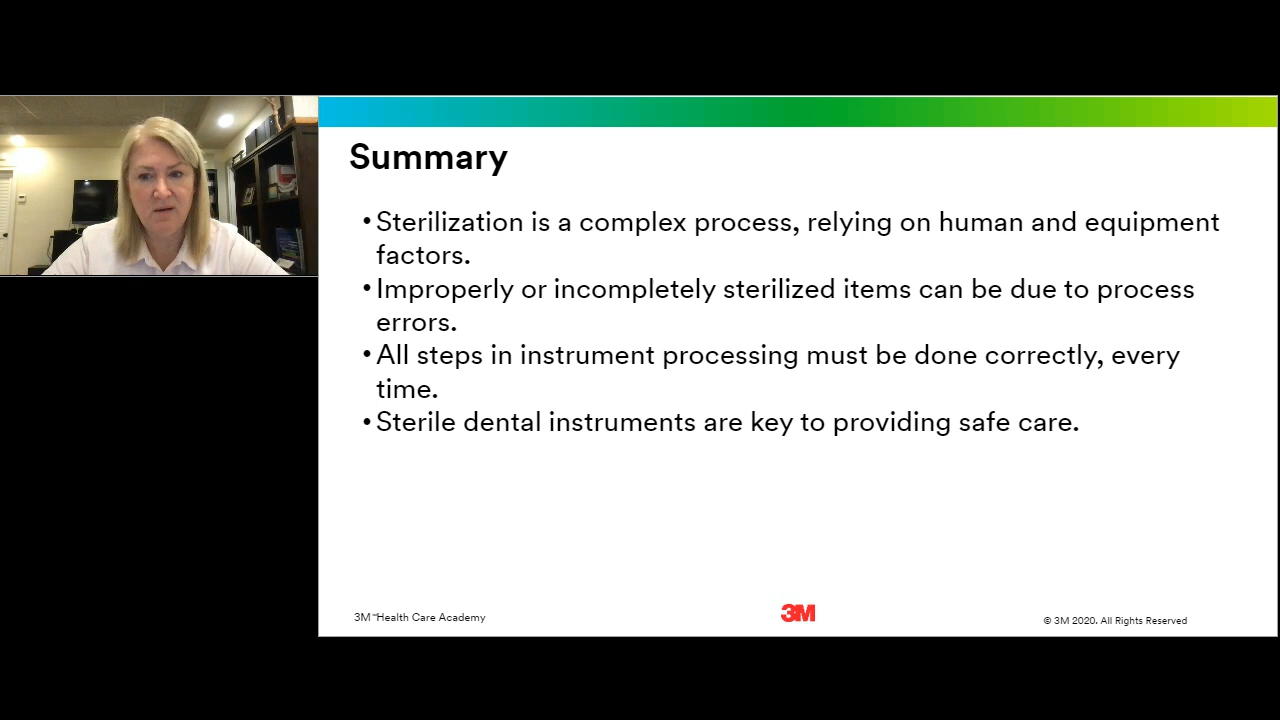 Summary
•Sterilization is a complex process, relying on human and equipment
factors.
•Improperly or incompletely sterilized items can be due to process
errors.
•All steps in instrument processing must be done correctly, every
time.
•Sterile dental instruments are key to providing safe care.
3M™Health Care Academy
3M
© 3M 2020. All Rights Reserved